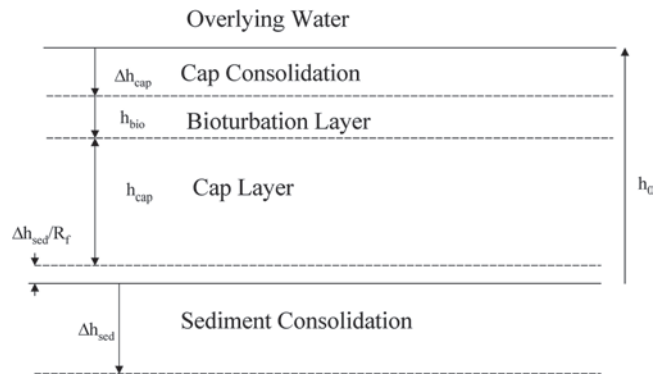 Overlying Water
Δh_cap Cap Consolidation
h_bio Bioturbation Layer
h_cap Cap Layer
h_0
Δh_sed/R_f
Δh_sed Sediment Consolidation